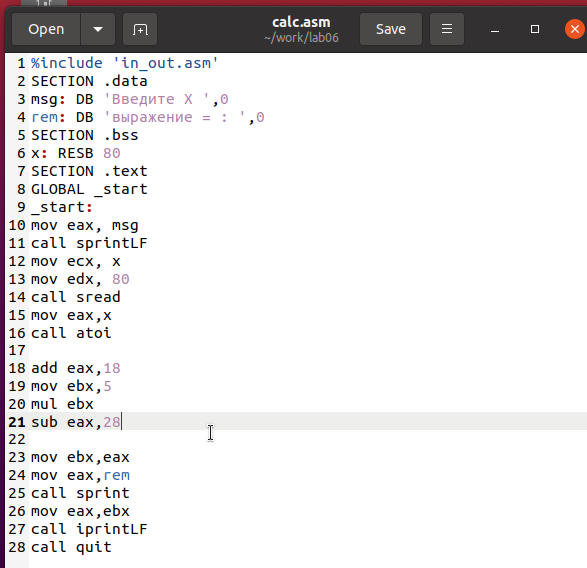 Open
calc.asm
~/work/lab06
Save
1 %include 'in_out.asm'
2 SECTION .data
3 msg: DB 'Введите X ',0
4 rem: DB 'выражение = : ',0
5 SECTION .bss
6 x: RESB 80
7 SECTION .text
8 GLOBAL _start
9 _start:
10 mov eax, msg
11 call sprintLF
12 mov ecx, x
13 mov edx, 80
14 call sread
15 mov eax,x
16 call atoi
17
18 add eax,18
19 mov ebx,5
20 mul ebx
21 sub eax,28
22
23 mov ebx,eax
24 mov eax,rem
25 call sprint
26 mov eax,ebx
27 call iprintLF
28 call quit